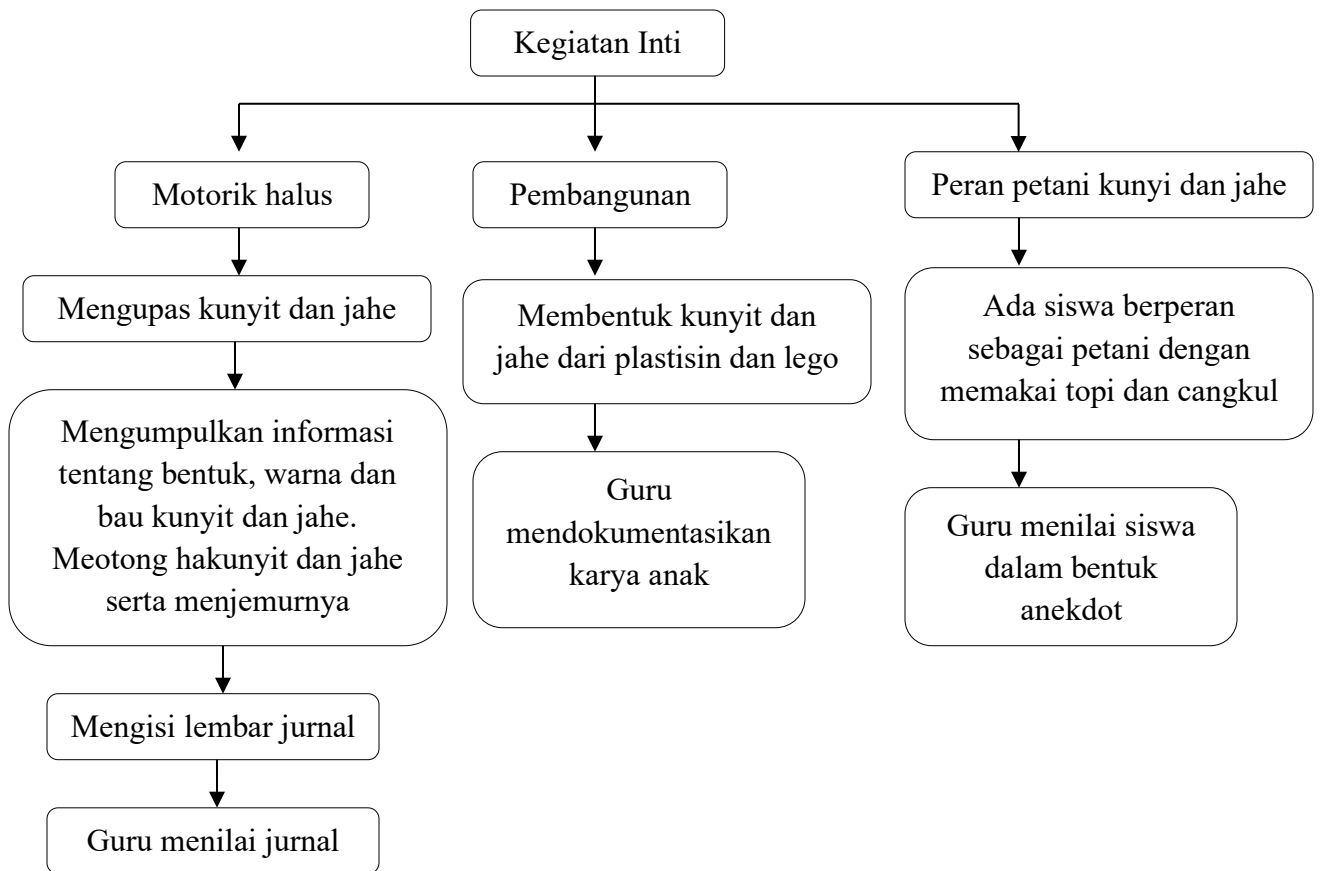 Kegiatan Inti
Motorik halus
Mengupas kunyit dan jahe
Mengumpulkan informasi
tentang bentuk, warna dan
bau kunyit dan jahe.
Meotong hakunyit dan jahe
serta menjemurnya
Mengisi lembar jurnal
Guru menilai jurnal
Pembangunan
Membentuk kunyit dan
jahe dari plastisin dan lego
Guru
mendokumentasikan
karya anak
Peran petani kunyi dan jahe
Ada siswa berperan
sebagai petani dengan
memakai topi dan cangkul
Guru menilai siswa
dalam bentuk
anekdot